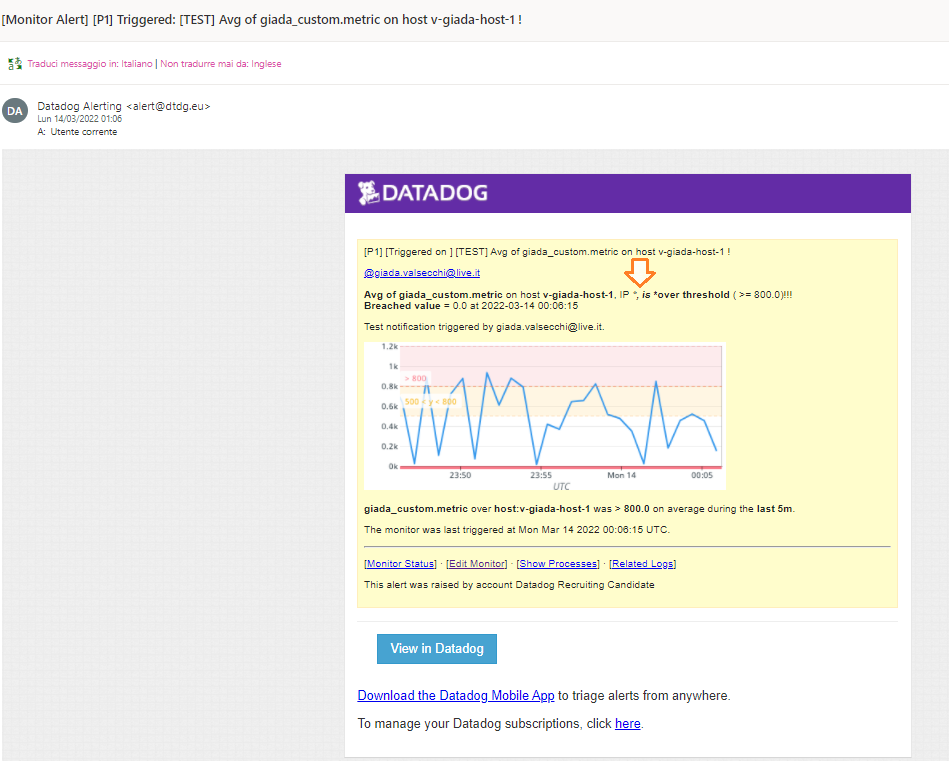 [Monitor Alert] [P1] Triggered: [TEST] Avg of giada_custom.metric on host v-giada-host-1 !
Traduci messaggio in: Italiano | Non tradurre mai da: Inglese
DA
Datadog Alerting <alert@dtdg.eu>
Lun 14/03/2022 01:06
A: Utente corrente
DATADOG
[P1] [Triggered on ] [TEST] Avg of giada_custom.metric on host v-giada-host-1 !
@giada.valsecchi@live.it
Avg of giada_custom.metric on host v-giada-host-1, IP *, is *over threshold ( >= 800.0)!!!
Breached value = 0.0 at 2022-03-14 00:06:15
Test notification triggered by giada.valsecchi@live.it.
1.2k
1k
> 800
0.8k
500 < y < 800
0.6k
0.4k
0.2k
0k
23:50 23:55 Mon 14 00:05
UTC
giada_custom.metric over host:v-giada-host-1 was > 800.0 on average during the last 5m.
The monitor was last triggered at Mon Mar 14 2022 00:06:15 UTC.
[Monitor Status] · [Edit Monitor] · [Show Processes] · [Related Logs]
This alert was raised by account Datadog Recruiting Candidate
View in Datadog
Download the Datadog Mobile App to triage alerts from anywhere.
To manage your Datadog subscriptions, click here.